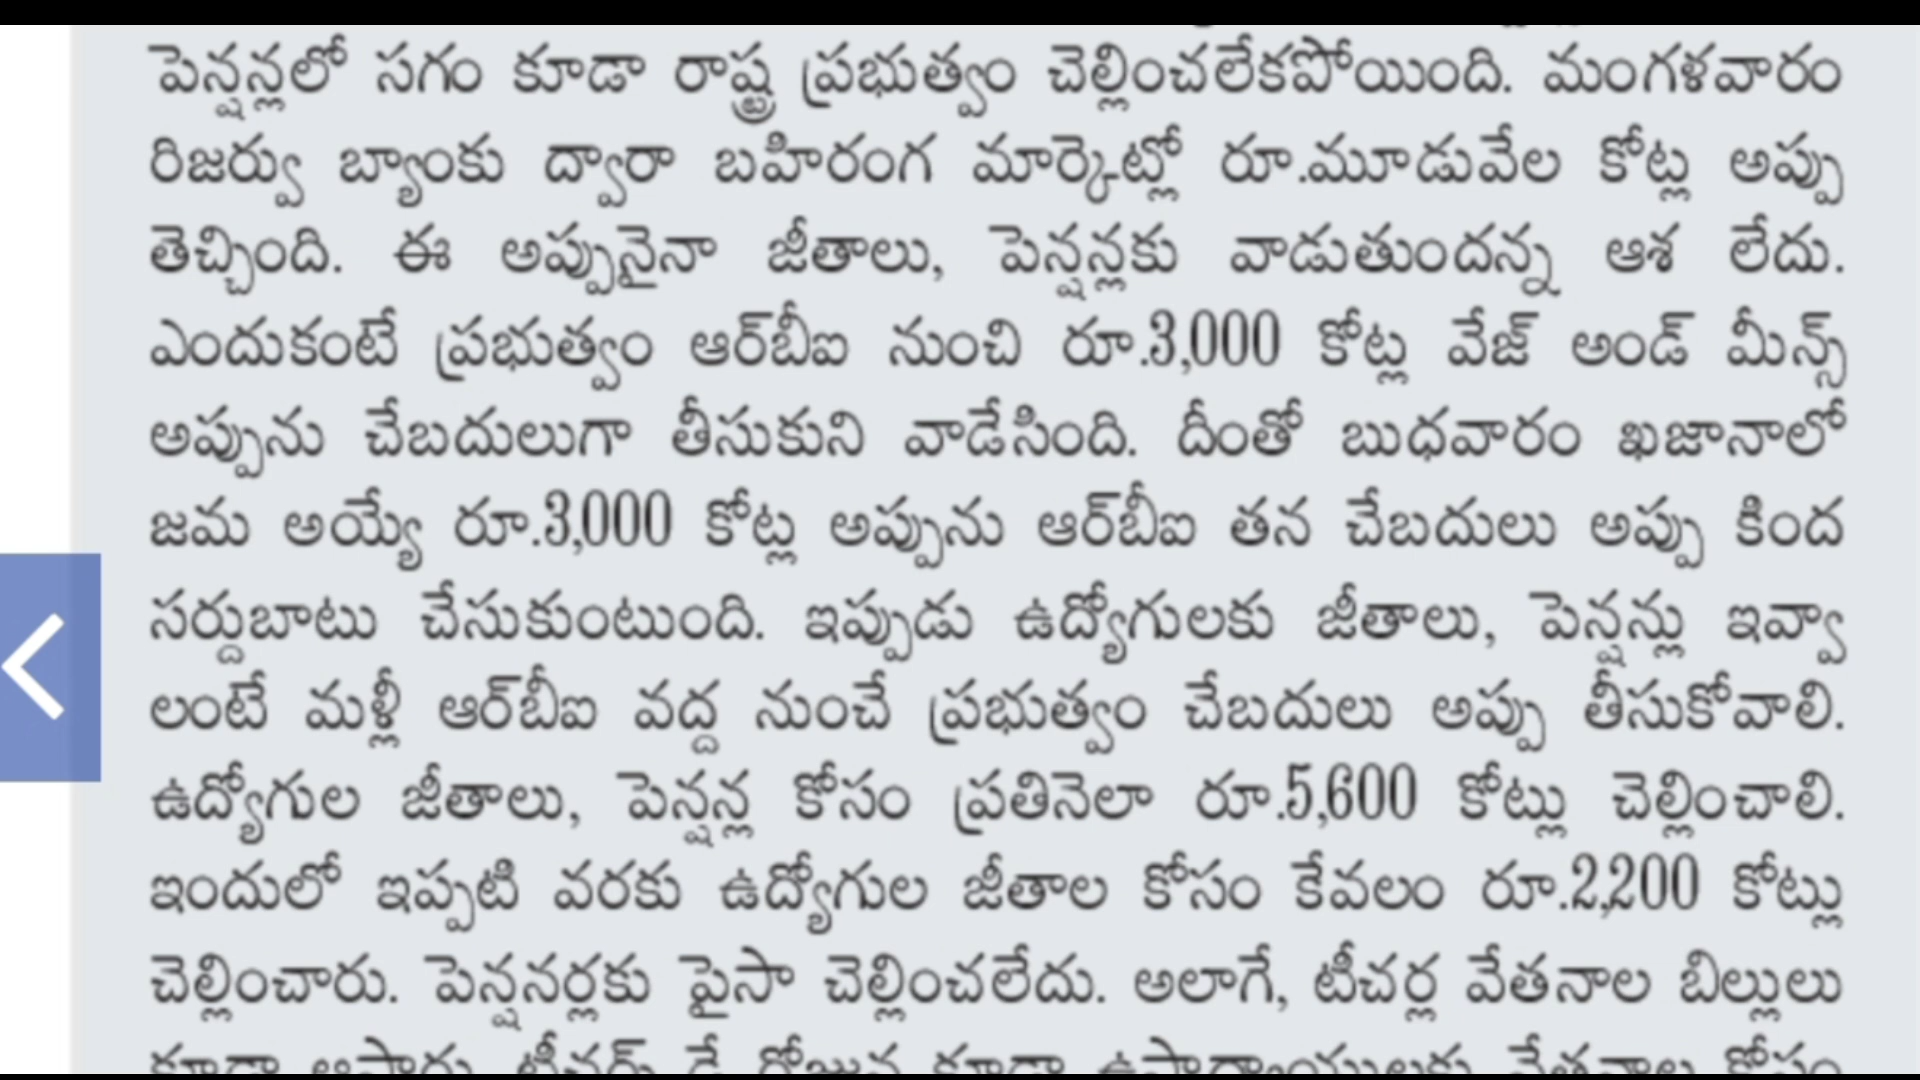 పెన్షన్లలో సగం కూడా రాష్ట్ర ప్రభుత్వం చెల్లించలేకపోయింది. మంగళవారం
రిజర్వు బ్యాంకు ద్వారా బహిరంగ మార్కెట్లో రూ.మూడువేల కోట్ల అప్పు
తెచ్చింది. ఈ అప్పునైనా జీతాలు, పెన్షన్లకు వాడుతుందన్న ఆశ లేదు.
ఎందుకంటే ప్రభుత్వం ఆర్‌బీఐ నుంచి రూ.3,000 కోట్ల వేజ్ అండ్ మీన్స్
అప్పును చేబదులుగా తీసుకుని వాడేసింది. దీంతో బుధవారం ఖజానాలో
జమ అయ్యే రూ.3,000 కోట్ల అప్పును ఆర్‌బీఐ తన చేబదులు అప్పు కింద
సర్దుబాటు చేసుకుంటుంది. ఇప్పుడు ఉద్యోగులకు జీతాలు, పెన్షన్లు ఇవ్వా
లంటే మళ్లీ ఆర్‌బీఐ వద్ద నుంచే ప్రభుత్వం చేబదులు అప్పు తీసుకోవాలి.
ఉద్యోగుల జీతాలు, పెన్షన్ల కోసం ప్రతినెలా రూ.5,600 కోట్లు చెల్లించాలి.
ఇందులో ఇప్పటి వరకు ఉద్యోగుల జీతాల కోసం కేవలం రూ.2,200 కోట్లు
చెల్లించారు. పెన్షనర్లకు పైసా చెల్లించలేదు. అలాగే, టీచర్ల వేతనాల బిల్లులు